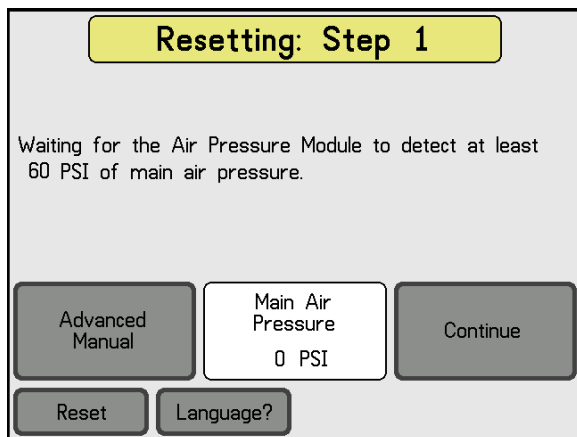 Resetting: Step 1
Waiting for the Air Pressure Module to detect at least
60 PSI of main air pressure.
Advanced
Manual
Main Air
Pressure
0 PSI
Continue
Reset
Language?